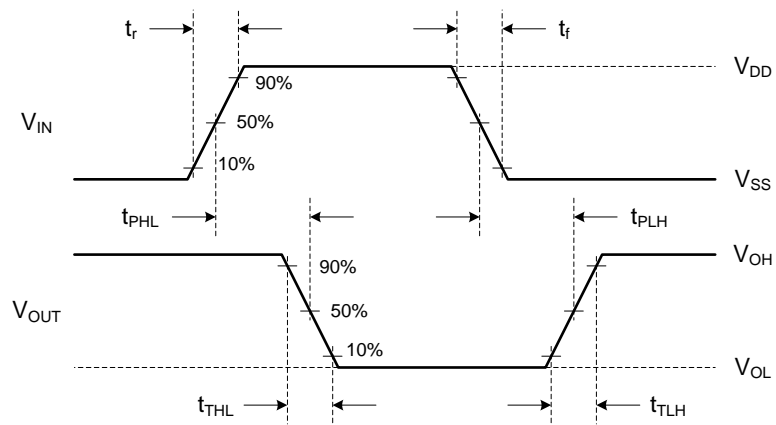 tr tf
VDD
90%
VIN 50%
10%
VSS
tPHL tPLH
VOH
90%
VOUT 50%
10%
VOL
tTHL tTLH